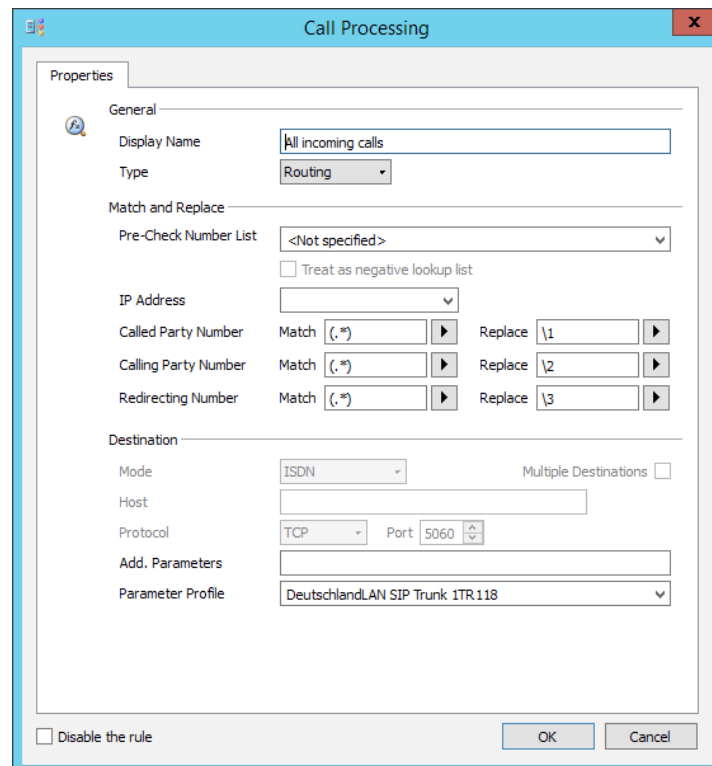 Call Processing
x
Properties
General
Display Name All incoming calls
Type Routing
Match and Replace
Pre-Check Number List <Not specified>
Treat as negative lookup list
IP Address
Called Party Number Match (.*) Replace \1
Calling Party Number Match (.*) Replace \2
Redirecting Number Match (.*) Replace \3
Destination
Mode ISDN Multiple Destinations
Host
Protocol TCP Port 5060
Add. Parameters
Parameter Profile DeutschlandLAN SIP Trunk 1TR118
Disable the rule OK Cancel